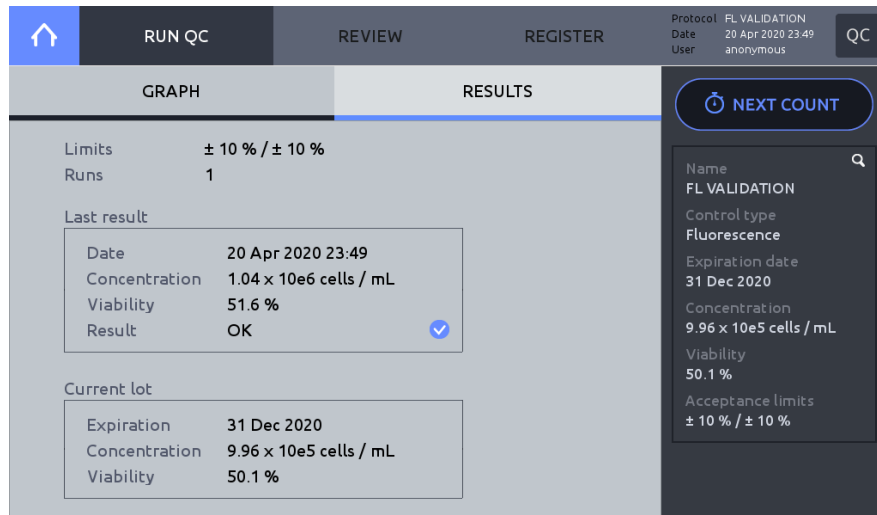 RUN QC REVIEW REGISTER
Protocol FL VALIDATION
Date 20 Apr 2020 23:49
User anonymous
QC
GRAPH RESULTS
NEXT COUNT
Limits ± 10 % / ± 10 %
Runs 1
Last result
Date 20 Apr 2020 23:49
Concentration 1.04 x 10e6 cells / mL
Viability 51.6 %
Result OK
Current lot
Expiration 31 Dec 2020
Concentration 9.96 x 10e5 cells / mL
Viability 50.1 %
Name
FL VALIDATION
Control type
Fluorescence
Expiration date
31 Dec 2020
Concentration
9.96 x 10e5 cells / mL
Viability
50.1 %
Acceptance limits
± 10 % / ± 10 %